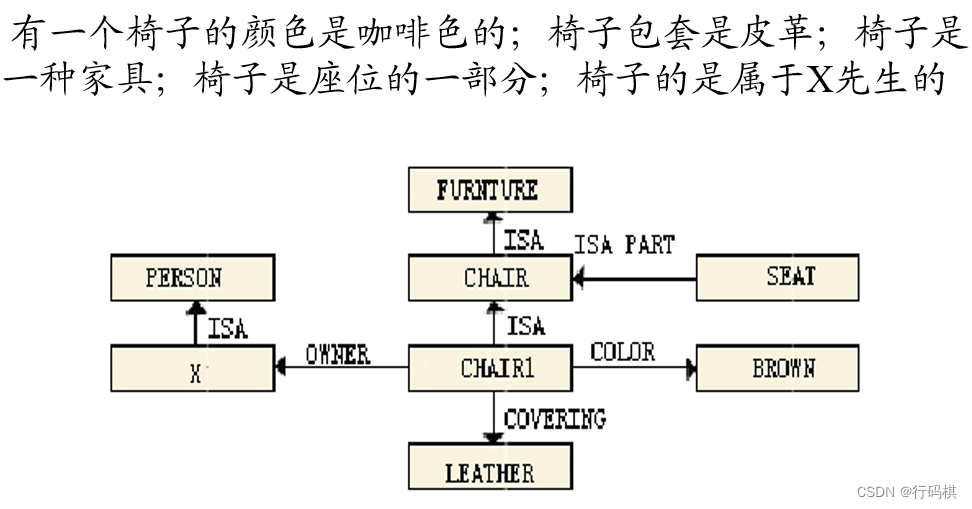 有一个椅子的颜色是咖啡色的；椅子包套是皮革；椅子是
一种家具；椅子是座位的一部分；椅子的是属于X先生的
FURNTURE
ISA
ISA PART
PERSON
CHAIR
SEAT
ISA
ISA
OWNER
COLOR
X
CHAIR1
BROWN
COVERING
LEATHER
CSDN @行码棋